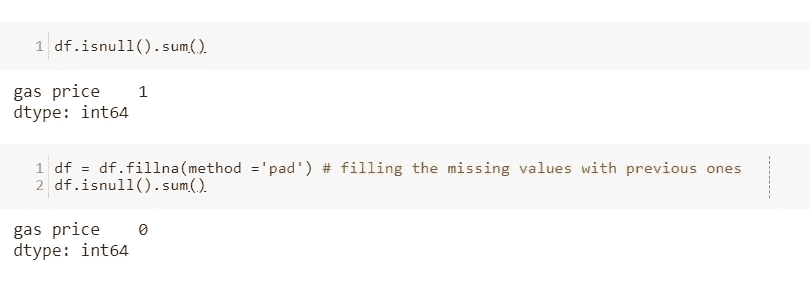 1 df.isnull().sum()
gas price    1
dtype: int64
1 df = df.fillna(method ='pad') # filling the missing values with previous ones
2 df.isnull().sum()
gas price    0
dtype: int64